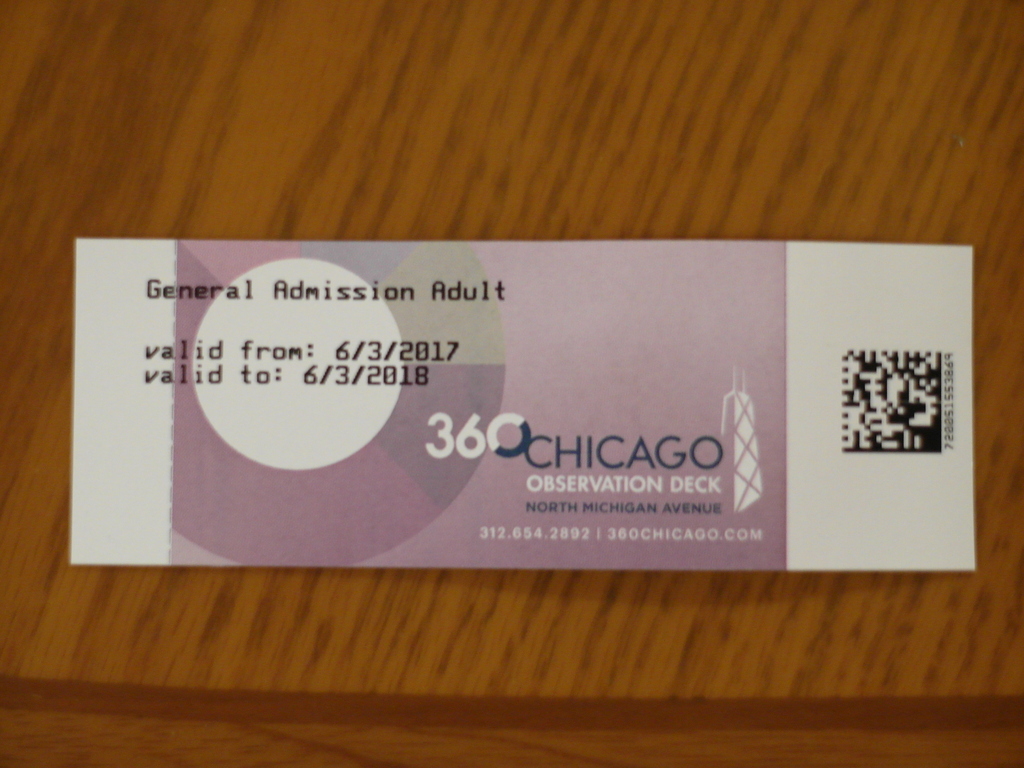 General Admission Adult
valid from: 6/3/2017
valid to: 6/3/2018
360CHICAGO
OBSERVATION DECK
NORTH MICHIGAN AVENUE
312.654.2892 | 360CHICAGO.COM